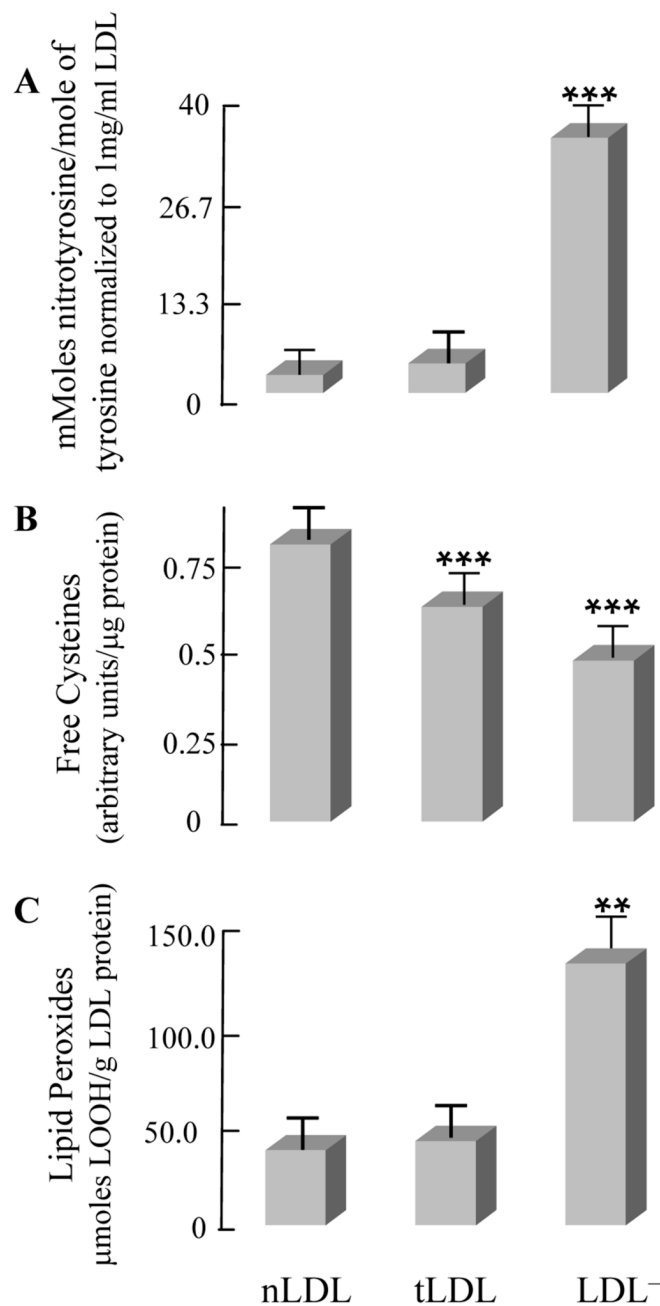 A
mMoles nitrotyrosine/mole of
tyrosine normalized to 1mg/ml LDL
40
26.7
13.3
0
***
B
Free Cysteines
(arbitrary units/µg protein)
0.75
0.5
0.25
0
***
***
C
Lipid Peroxides
µmoles LOOH/g LDL protein)
150.0
100.0
50.0
0
**
nLDL
tLDL
LDL⁻